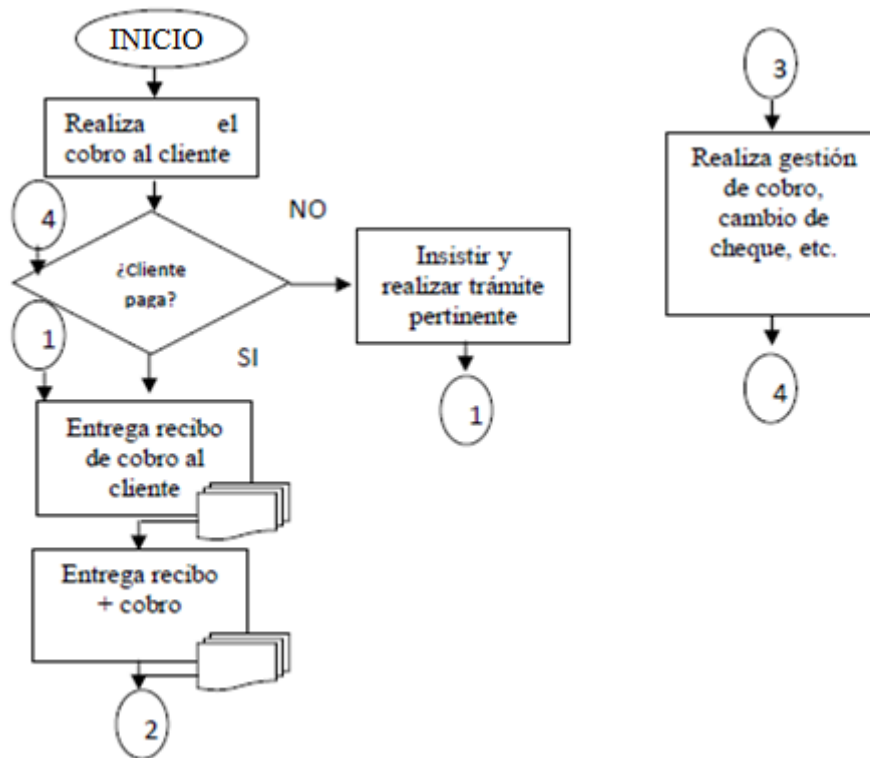 INICIO
Realiza el
cobro al cliente
4
NO
¿Cliente
paga?
Insistir y
realizar trámite
pertinente
1
SI
1
Entrega recibo
de cobro al
cliente
Entrega recibo
+ cobro
2
3
Realiza gestión
de cobro,
cambio de
cheque, etc.
4